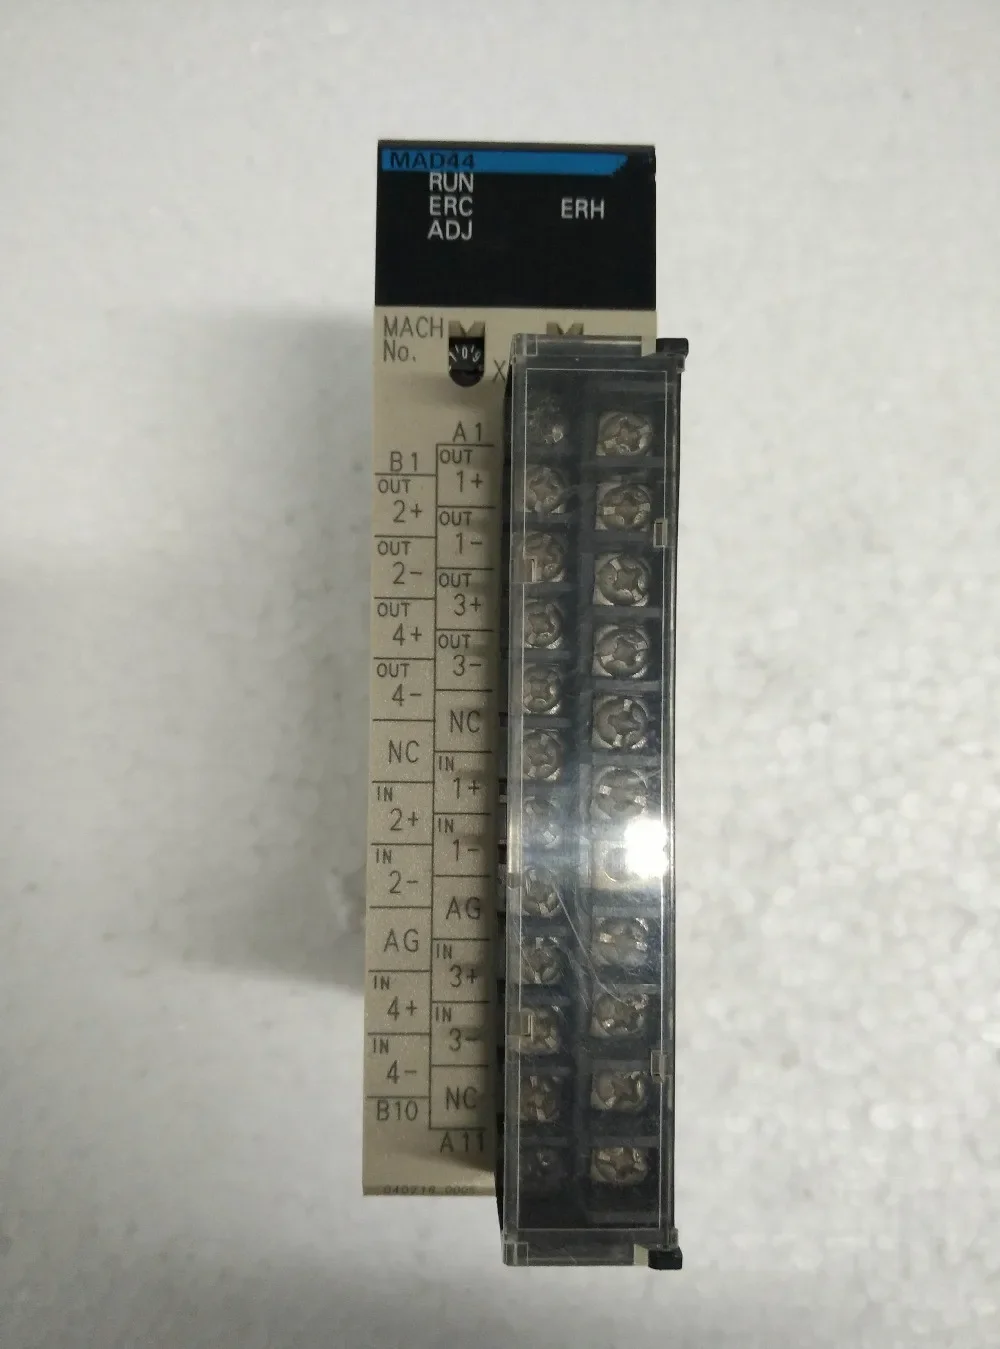 MAD44
RUN
ERC ERH
ADJ
MACH
No.
X
A1
B1
OUT
1+
OUT
2+
OUT
1-
OUT
2-
OUT
3+
OUT
4+
OUT
3-
OUT
4-
NC
NC
IN
1+
IN
2+
IN
1-
IN
2-
AG
AG
IN
3+
IN
4+
IN
3-
IN
4-
NC
B10
A11